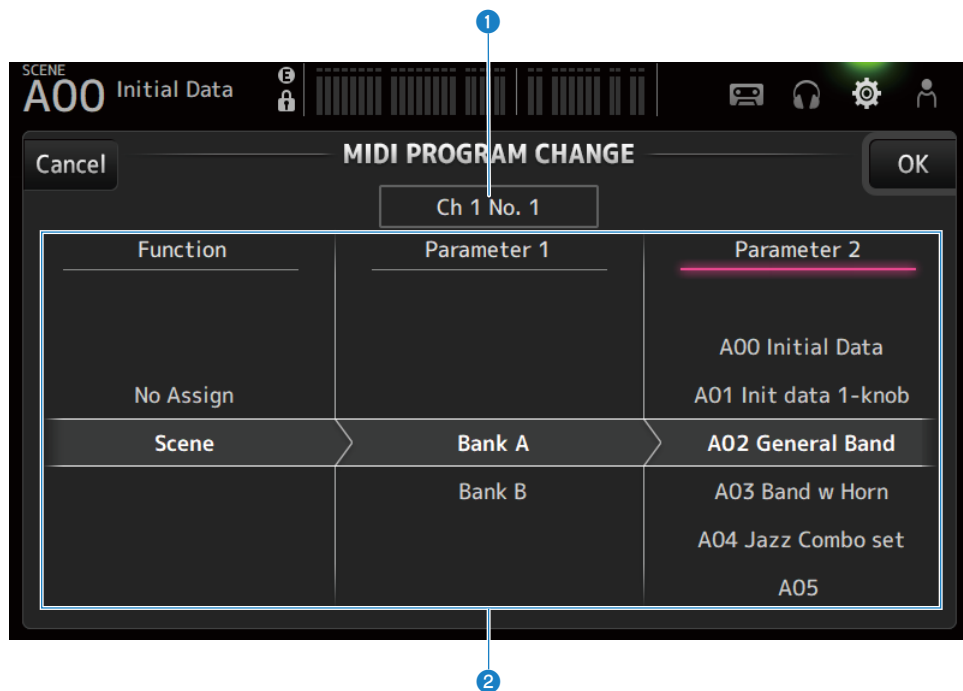 1
SCENE
A00 Initial Data
E
Cancel
MIDI PROGRAM CHANGE
OK
Ch 1 No. 1
Function
Parameter 1
Parameter 2
A00 Initial Data
No Assign
A01 Init data 1-knob
Scene
Bank A
A02 General Band
Bank B
A03 Band w Horn
A04 Jazz Combo set
A05
2